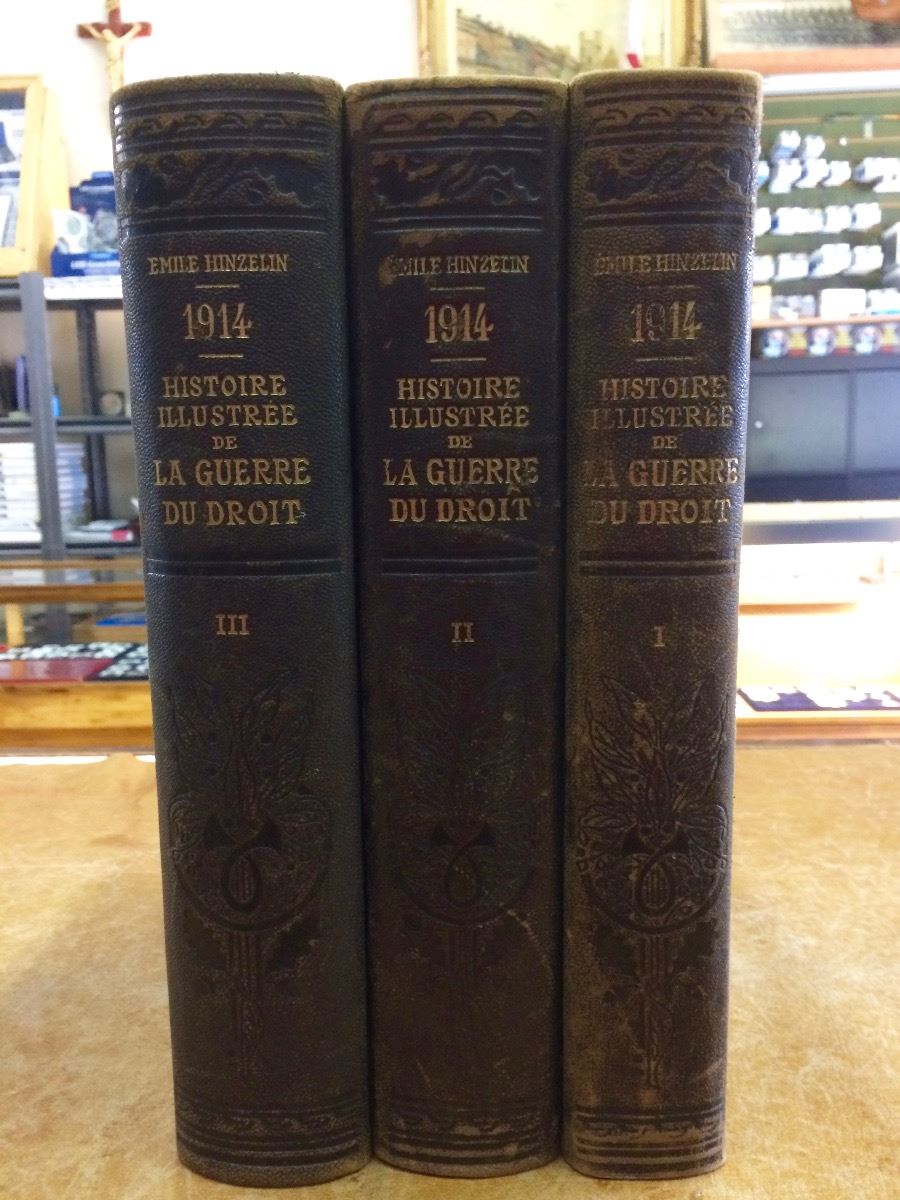 EMILE HINZELIN
1914
HISTOIRE
ILLUSTRÉE
DE
LA GUERRE
DU DROIT
III
EMILE HINZELIN
1914
HISTOIRE
ILLUSTRÉE
DE
LA GUERRE
DU DROIT
II
EMILE HINZELIN
1914
HISTOIRE
ILLUSTRÉE
DE
LA GUERRE
DU DROIT
I